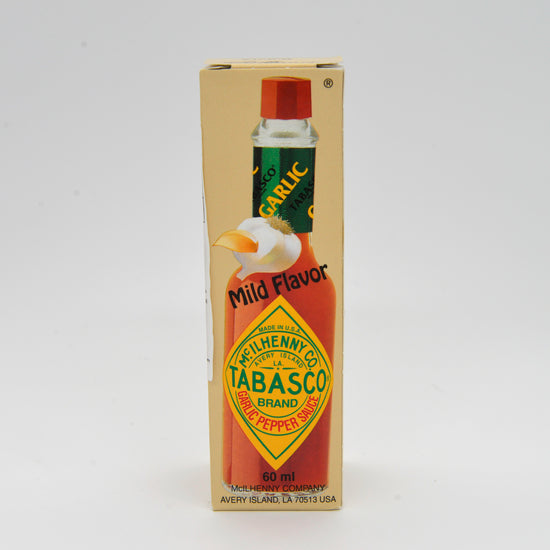 ®
GARLIC
TABASCO®
TABASCO
Mild Flavor
MADE IN U.S.A.
McILHENNY CO.
AVERY ISLAND
LA.
TABASCO®
BRAND
GARLIC PEPPER SAUCE
60 ml
McILHENNY COMPANY
AVERY ISLAND, LA 70513 USA